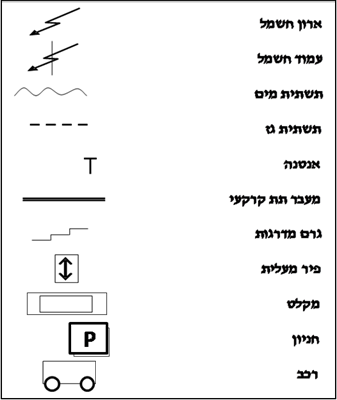 ארון חשמל
עמוד חשמל
תשתית מים
תשתית גז
אנטנה
T
מעבר תת קרקעי
גרם מדרגות
פיר מעלית
מקלט
חניון
P
רכב